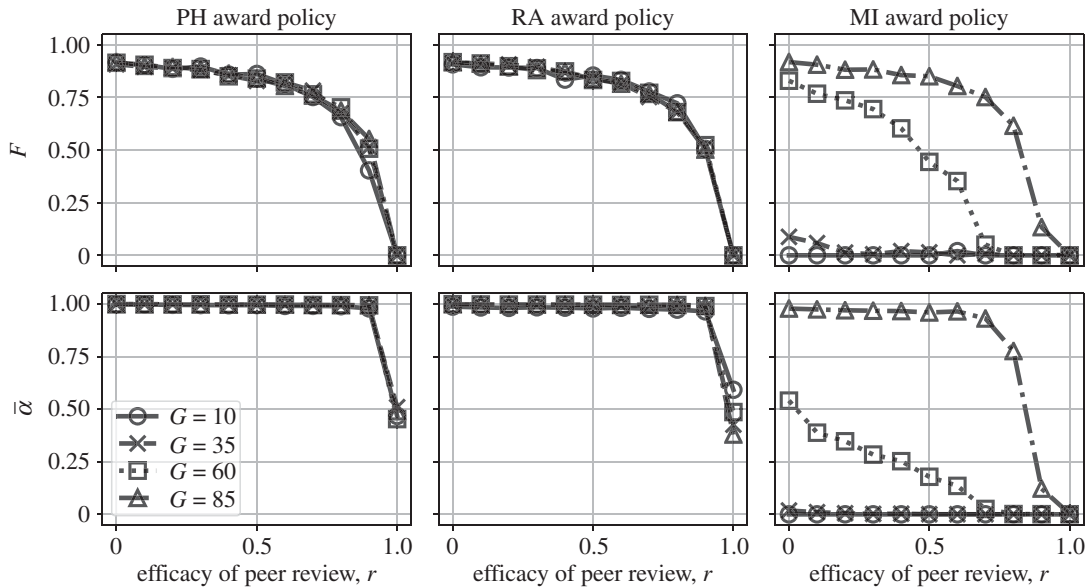 PH award policy
RA award policy
MI award policy
1.00
0.75
0.50
0.25
0
F
1.00
0.75
0.50
0.25
0
ᾱ
G = 10
G = 35
G = 60
G = 85
0 0.5 1.0
0 0.5 1.0
0 0.5 1.0
efficacy of peer review, r
efficacy of peer review, r
efficacy of peer review, r